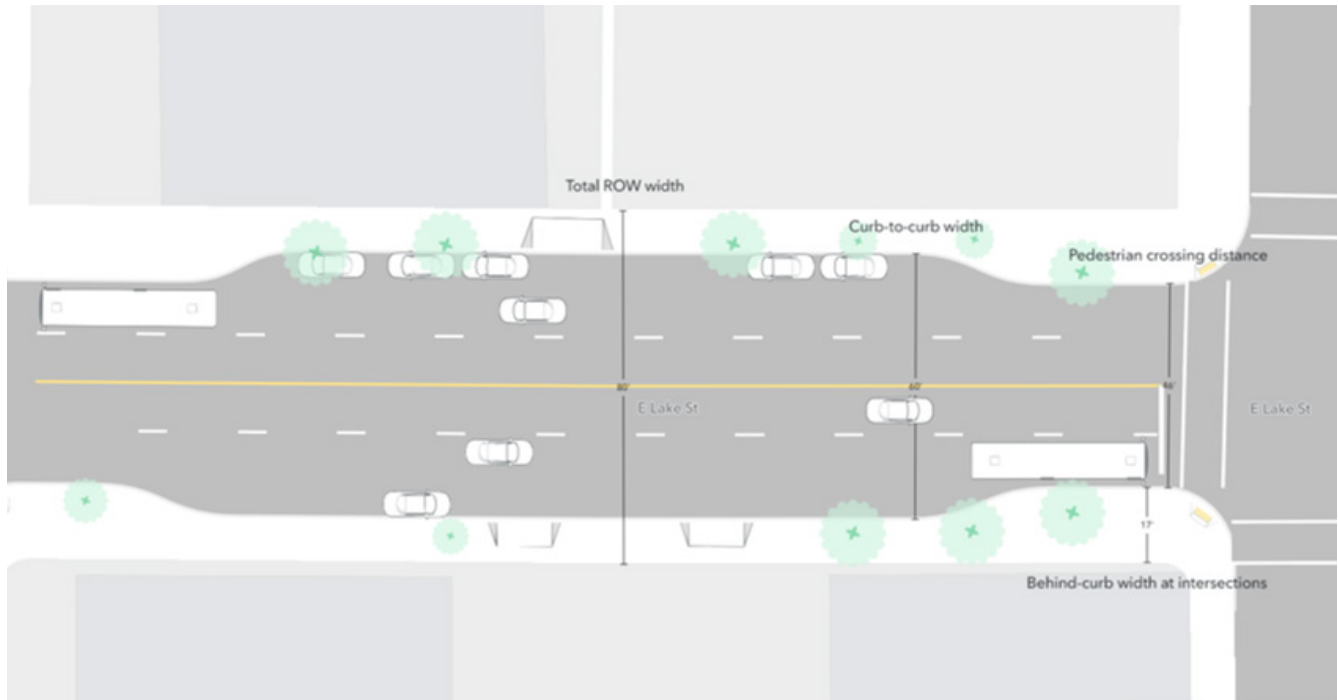 Total ROW width
Curb-to-curb width
Pedestrian crossing distance
80'
60'
46'
E Lake St
E Lake St
17'
Behind-curb width at intersections